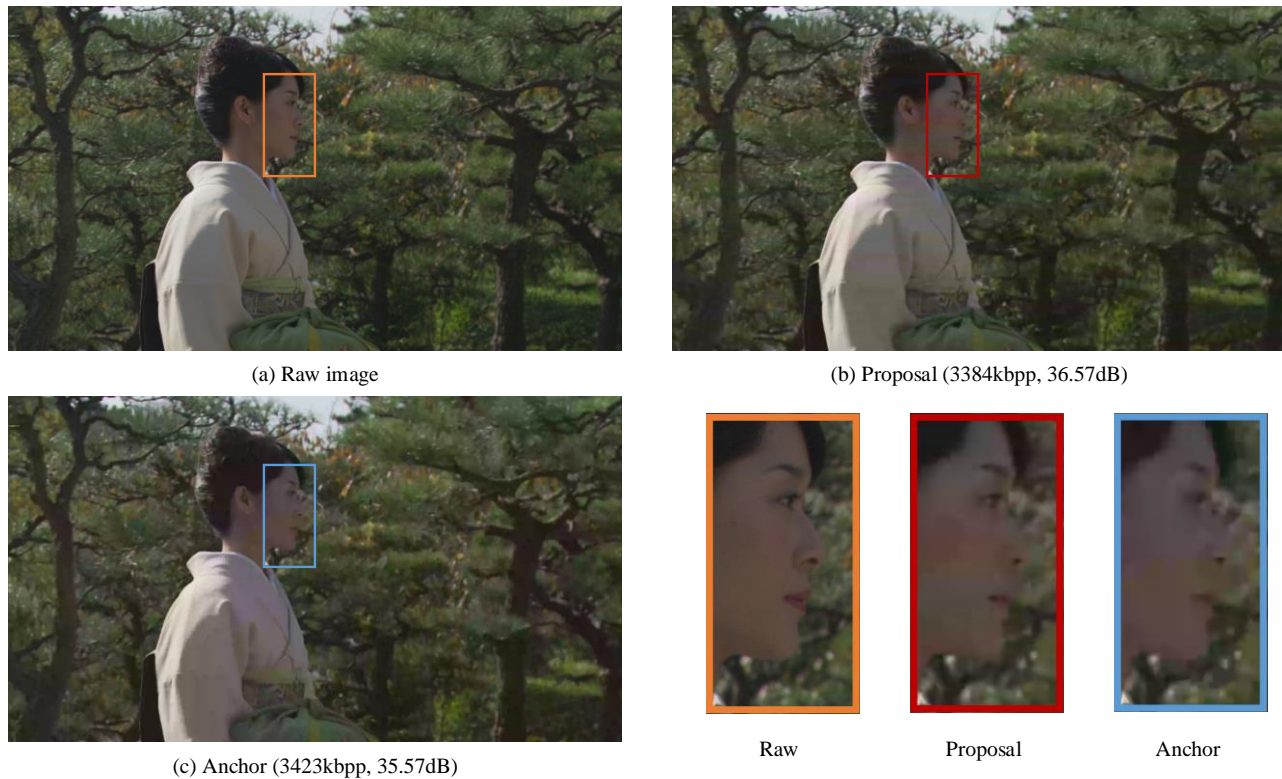 (a) Raw image
(b) Proposal (3384kbpp, 36.57dB)
(c) Anchor (3423kbpp, 35.57dB)
Raw
Proposal
Anchor